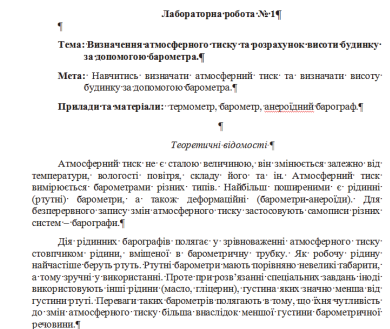 Лабораторна робота № 1
Тема: Визначення атмосферного тиску та розрахунок висоти будинку
за допомогою барометра.
Мета: Навчитись визначати атмосферний тиск та визначати висоту
будинку за допомогою барометра.
Прилади та матеріали: термометр, барометр, анероїдний барограф.
Теоретичні відомості
Атмосферний тиск не є сталою величиною, він змінюється залежно від
температури, вологості повітря, складу його та ін. Атмосферний тиск
вимірюється барометрами різних типів. Найбільш поширеними є рідинні
(ртутні) барометри, а також деформаційні (барометри-анероїди). Для
безперервного запису змін атмосферного тиску застосовують самописи різних
систем – барографи.
Дія рідинних барографів полягає у зрівноваженні атмосферного тиску
стовпчиком рідини, вміщеної в барометричну трубку. Як робочу рідину
найчастіше беруть ртуть. Ртутні барометри мають порівняно невеликі габарити,
а тому зручні у використанні. Проте при розв’язанні спеціальних завдань іноді
використовують інші рідини (масло, гліцерин), густина яких значно менша від
густини ртуті. Переваги таких барометрів полягають в тому, що їхня чутливість
до змін атмосферного тиску більша внаслідок меншої густини барометричної
речовини.